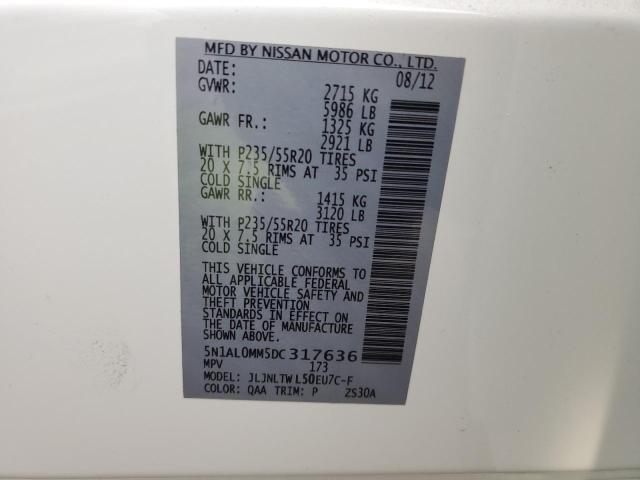 MFD BY NISSAN MOTOR CO., LTD.
DATE: 08/12
GVWR: 2715 KG
5986 LB
GAWR FR.: 1325 KG
2921 LB
WITH P235/55R20 TIRES
20 X 7.5 RIMS AT 35 PSI
COLD SINGLE
GAWR RR.: 1415 KG
3120 LB
WITH P235/55R20 TIRES
20 X 7.5 RIMS AT 35 PSI
COLD SINGLE
THIS VEHICLE CONFORMS TO
ALL APPLICABLE FEDERAL
MOTOR VEHICLE SAFETY AND
THEFT PREVENTION
STANDARDS IN EFFECT ON
THE DATE OF MANUFACTURE
SHOWN ABOVE.
5N1AL0MM5DC317636
MPV 173
MODEL: JLJNLTW L50EU7C-F
COLOR: QAA TRIM: P ZS30A